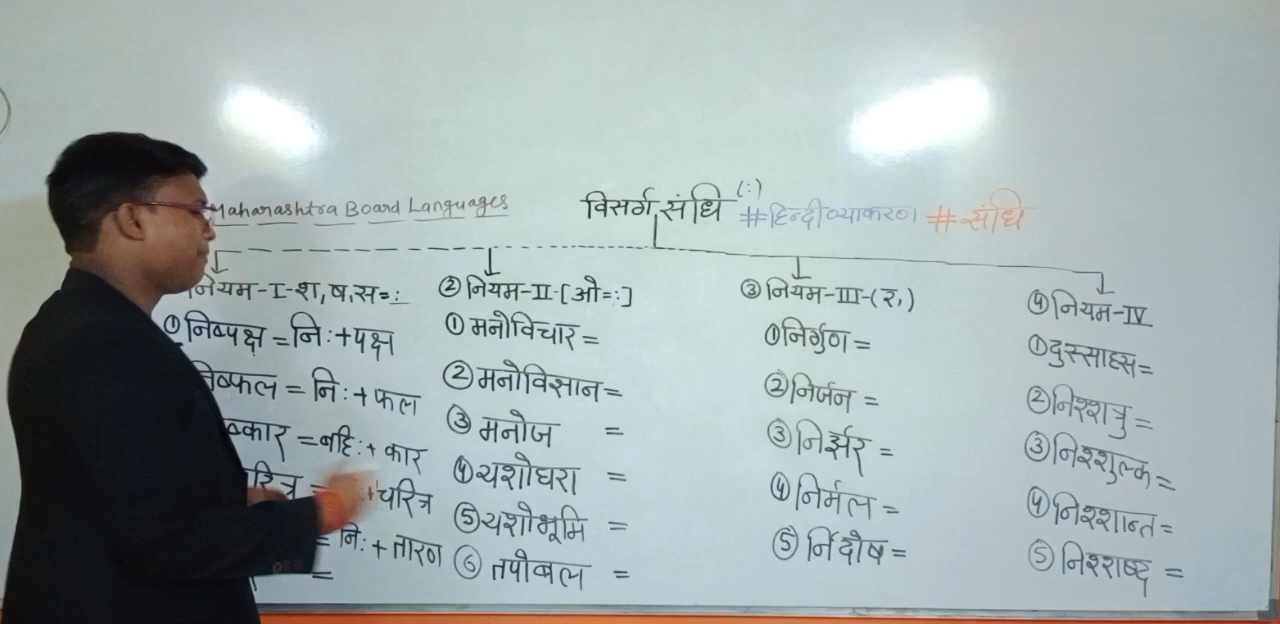 Maharashtra Board Languages
विसर्ग संधि (:) #हिन्दी व्याकरण #संधि
नियम-I-श,ष,स=:
① निष्पक्ष = निः+पक्ष
निष्फल = निः + फल
ष्कार = बहिः + कार
रित्र = + चरित्र
= निः + तारण
=
② नियम-II-[ओ=:]
① मनोविचार =
② मनोविज्ञान =
③ मनोज =
④ यशोधरा =
⑤ यशोभूमि =
⑥ तपोबल =
③ नियम-III-(र्,)
① निर्गुण =
② निर्जन =
③ निर्झर =
④ निर्मल =
⑤ र्निदोष =
④ नियम-IV
① दुस्साहस =
② निश्शत्रु =
③ निश्शुल्क =
④ निश्शान्त =
⑤ =